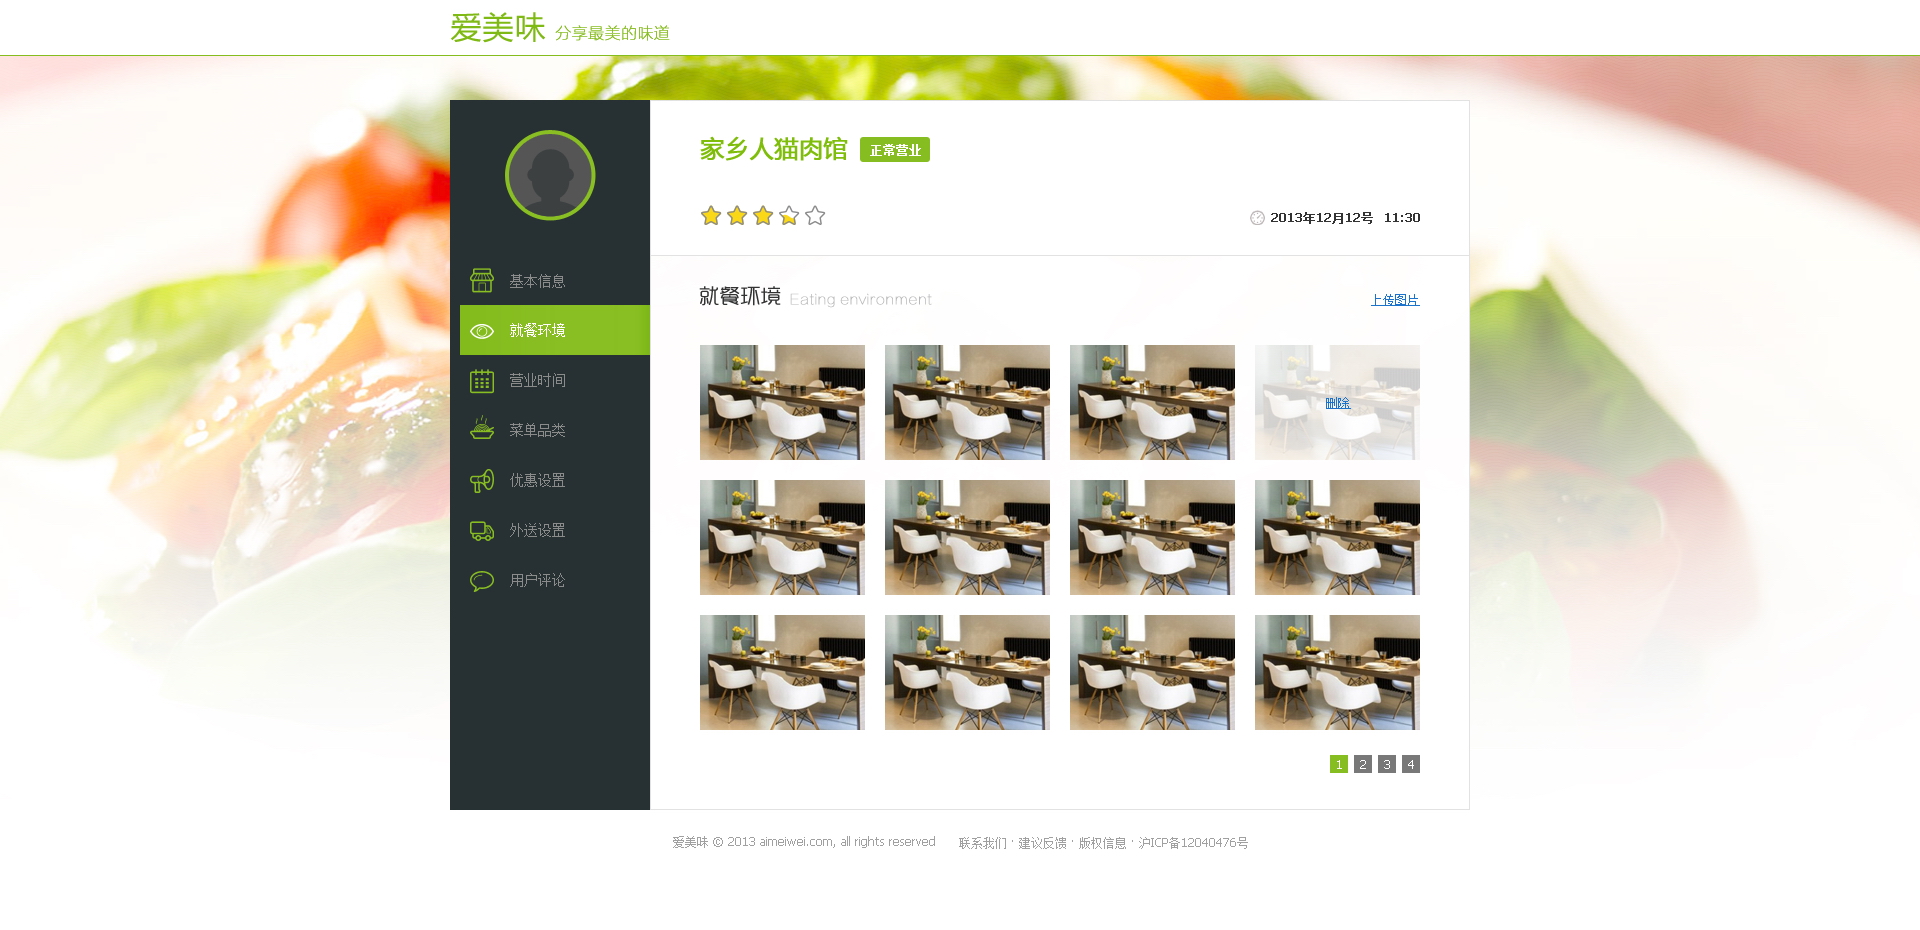 爱美味 分享最美的味道
家乡人猫肉馆 正常营业
2013年12月12号 11:30
基本信息
就餐环境
营业时间
菜单品类
优惠设置
外送设置
用户评论
就餐环境 Eating environment
上传图片
删除
1 2 3 4
爱美味 © 2013 aimeiwei.com, all rights reserved 联系我们 · 建议反馈 · 版权信息 · 沪ICP备12040476号